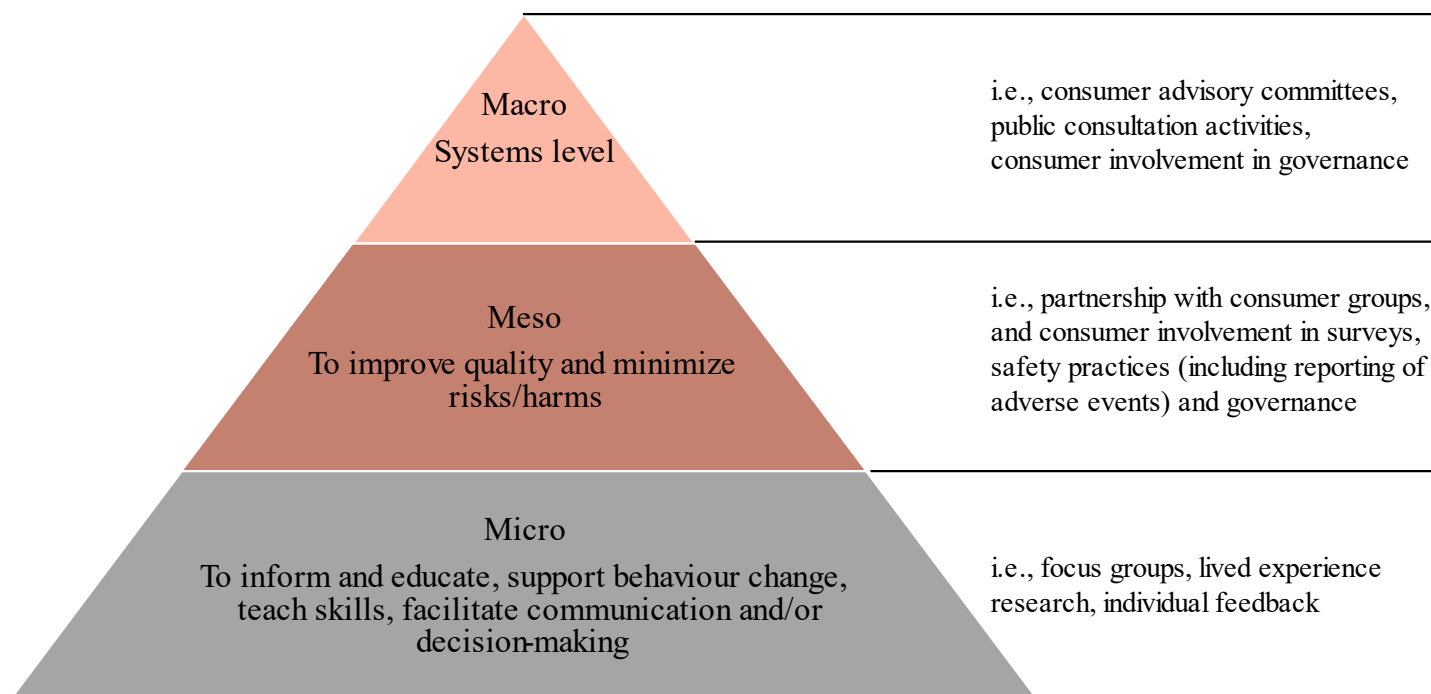 Macro
Systems level
i.e., consumer advisory committees,
public consultation activities,
consumer involvement in governance
Meso
To improve quality and minimize
risks/harms
i.e., partnership with consumer groups,
and consumer involvement in surveys,
safety practices (including reporting of
adverse events) and governance
Micro
To inform and educate, support behaviour change,
teach skills, facilitate communication and/or
decision-making
i.e., focus groups, lived experience
research, individual feedback